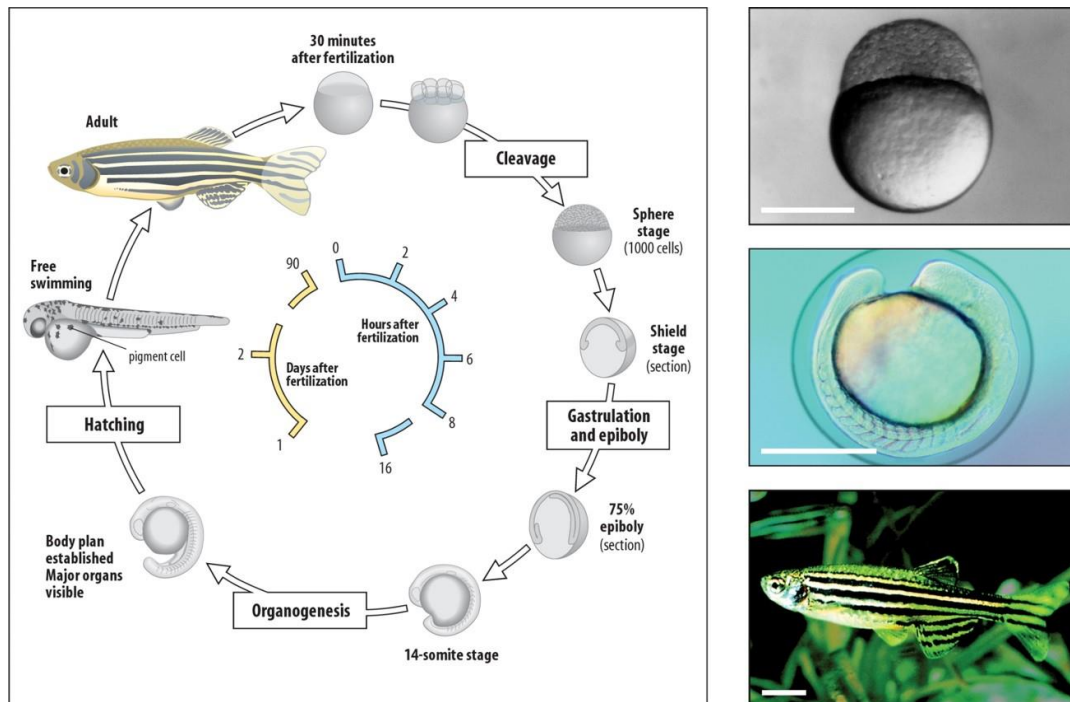 30 minutes
after fertilization
Adult
Cleavage
Sphere
stage
(1000 cells)
Free
swimming
pigment cell
0
2
4
6
8
16
Hours after
fertilization
90
2
1
Days after
fertilization
Shield
stage
(section)
Hatching
Gastrulation
and epiboly
75%
epiboly
(section)
Body plan
established
Major organs
visible
Organogenesis
14-somite stage